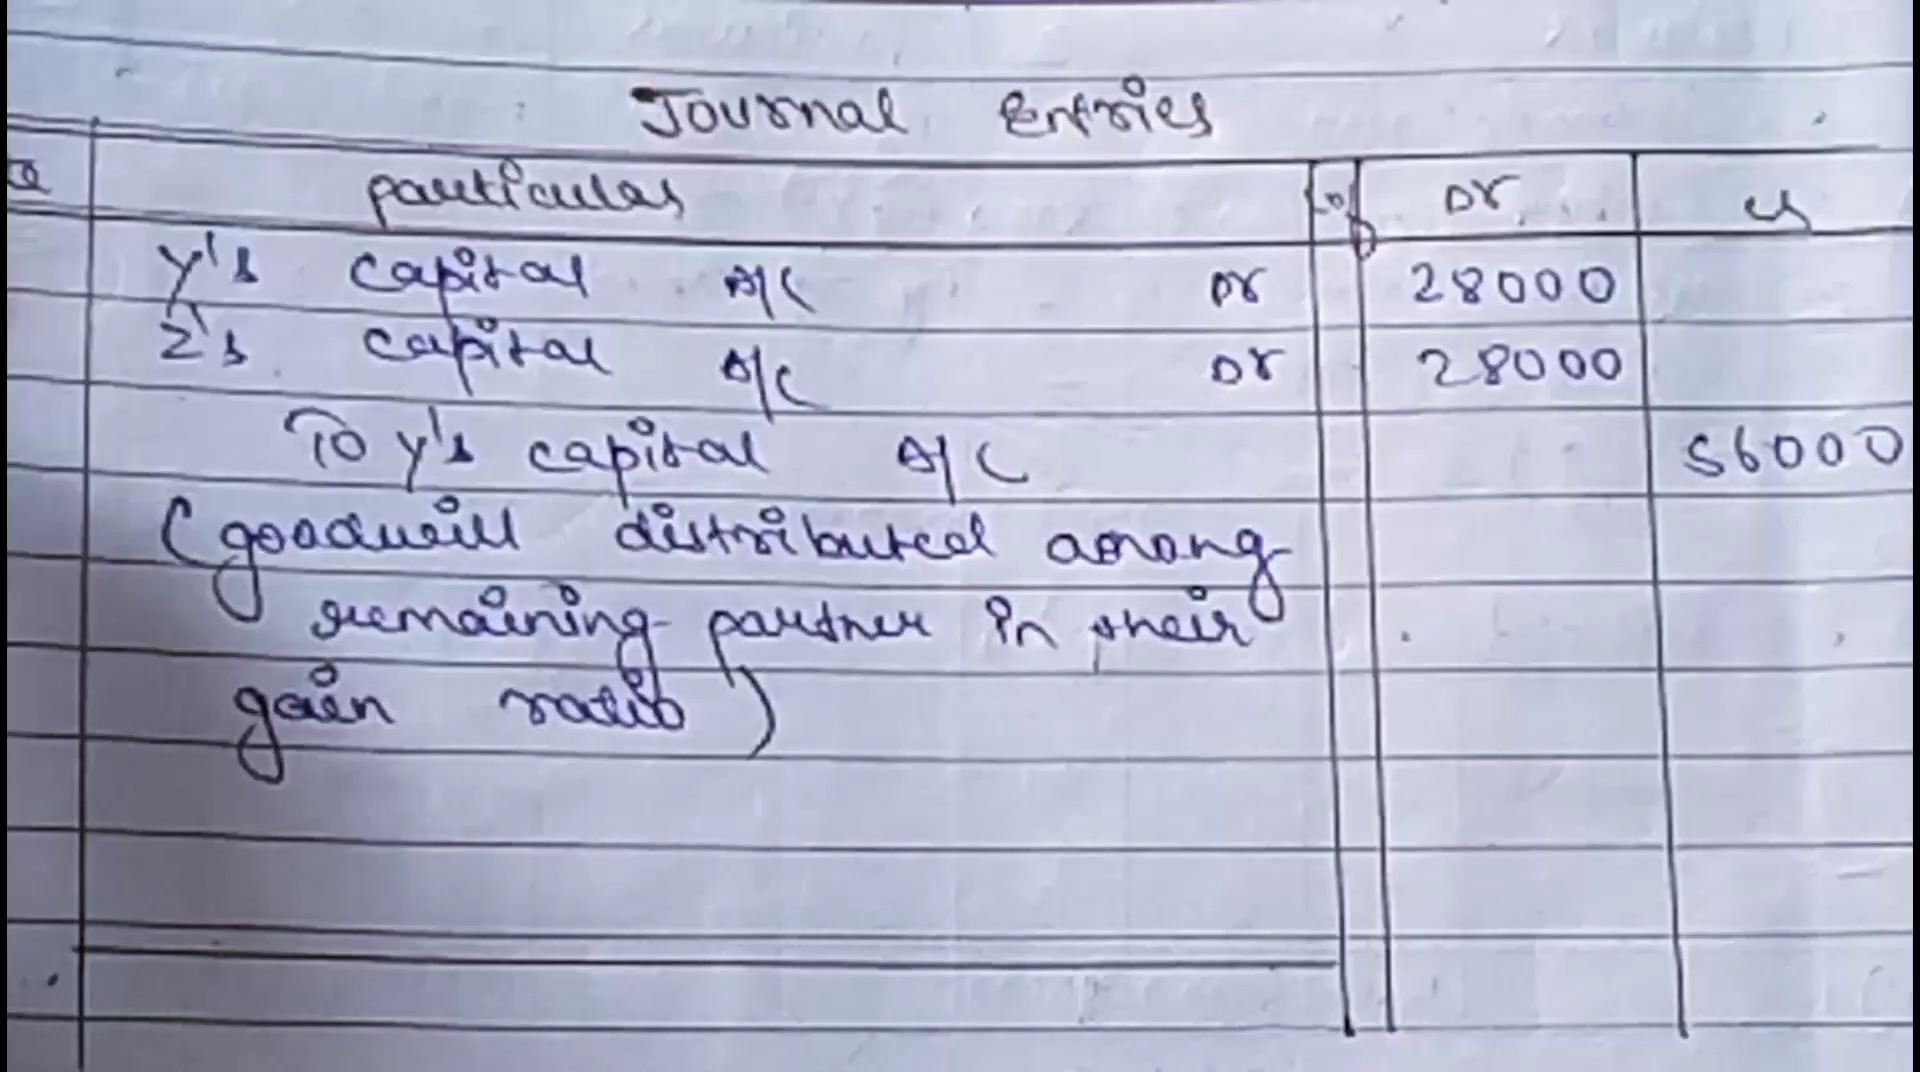 Journal Entries
particulas Dr cr
y's capital A/C Dr 28000
z's capital A/C Dr 28000
To y's capital A/C 56000
(goodwill distributed among
remaining partner in their
gain ratio)